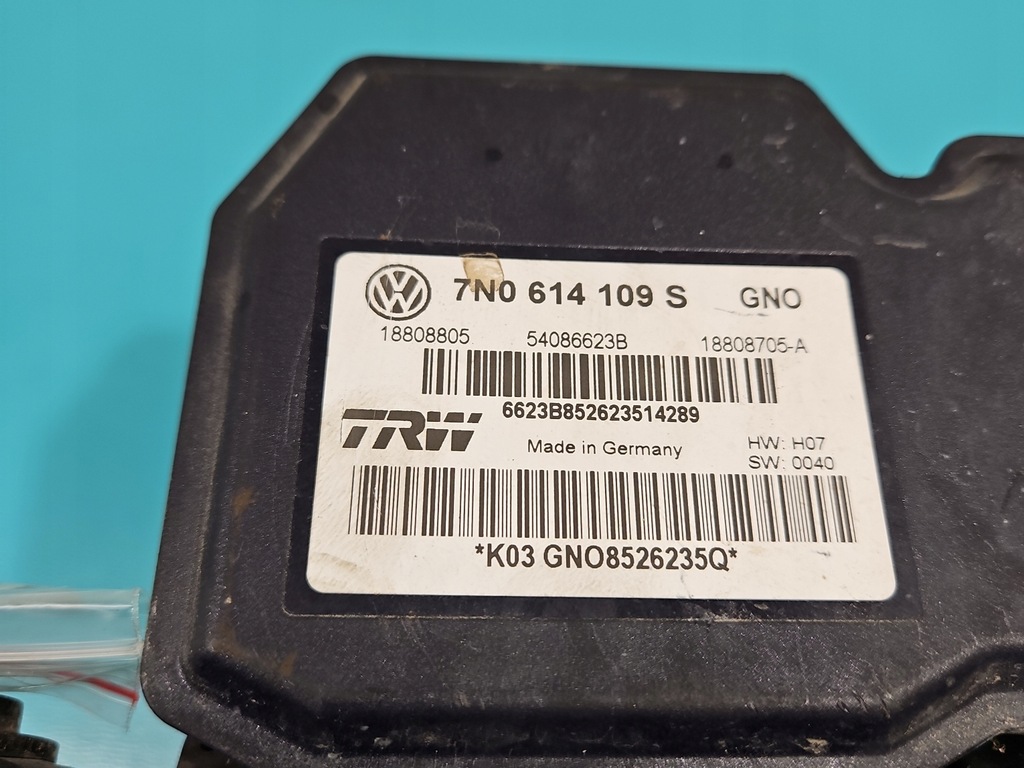 7N0 614 109 S GNO
18808805 54086623B 18808705-A
6623B852623514289
TRW Made in Germany HW: H07
SW: 0040
*K03 GNO8526235Q*